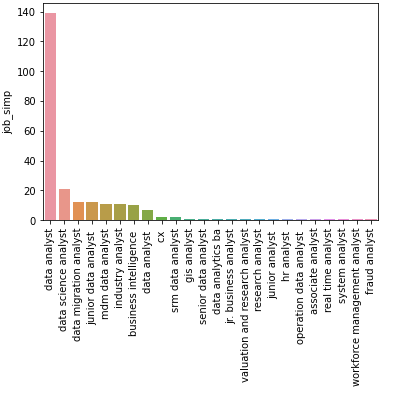 140
120
100
80
60
40
20
0
job_simp
data analyst
data science analyst
data migration analyst
junior data analyst
mdm data analyst
industry analyst
business intelligence
data analyst
cx
srm data analyst
gis analyst
senior data analyst
data analytics ba
jr. business analyst
valuation and research analyst
research analyst
junior analyst
hr analyst
operation data analyst
associate analyst
real time analyst
system analyst
workforce management analyst
fraud analyst